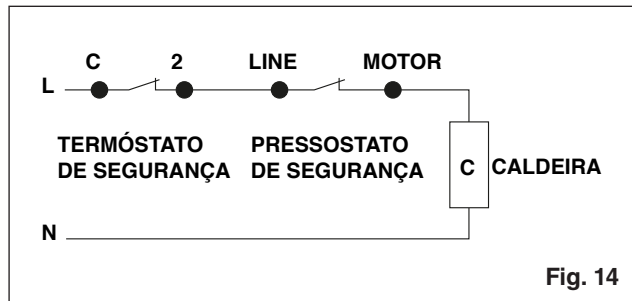 C 2 LINE MOTOR
L
TERMÓSTATO DE SEGURANÇA
PRESSOSTATO DE SEGURANÇA
C CALDEIRA
N
Fig. 14